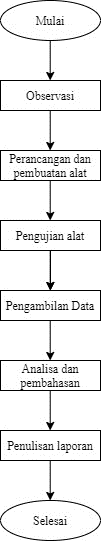 Mulai
Observasi
Perancangan dan
pembuatan alat
Pengujian alat
Pengambilan Data
Analisa dan
pembahasan
Penulisan laporan
Selesai